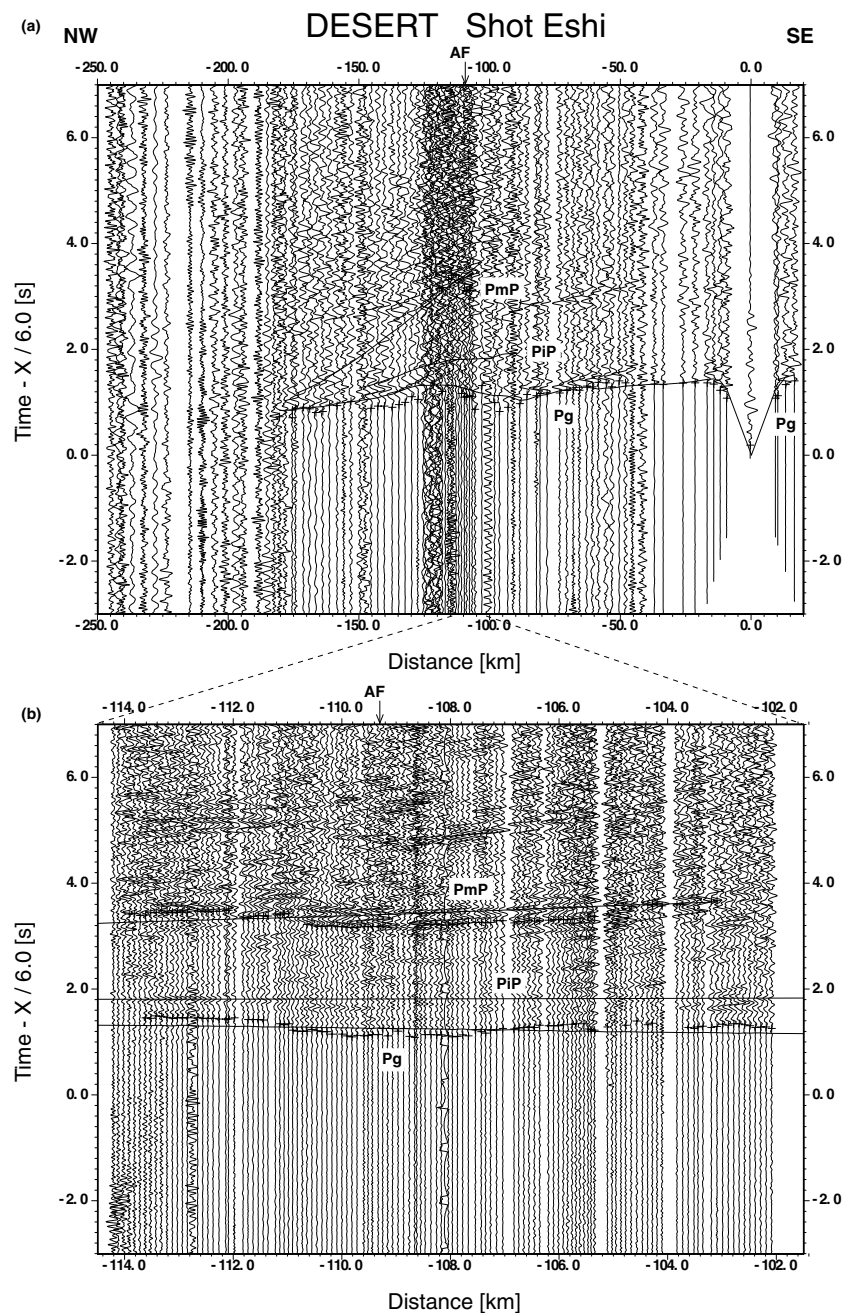 DESERT Shot Eshi
(a)
NW
SE
AF
-250.0 -200.0 -150.0 -100.0 -50.0 0.0
6.0 6.0
4.0 4.0
2.0 2.0
0.0 0.0
-2.0 -2.0
Time - X / 6.0 [s]
PmP
PiP
Pg
Pg
-250.0 -200.0 -150.0 -100.0 -50.0 0.0
Distance [km]
(b)
AF
-114.0 -112.0 -110.0 -108.0 -106.0 -104.0 -102.0
6.0 6.0
4.0 4.0
2.0 2.0
0.0 0.0
-2.0 -2.0
Time - X / 6.0 [s]
PmP
PiP
Pg
-114.0 -112.0 -110.0 -108.0 -106.0 -104.0 -102.0
Distance [km]